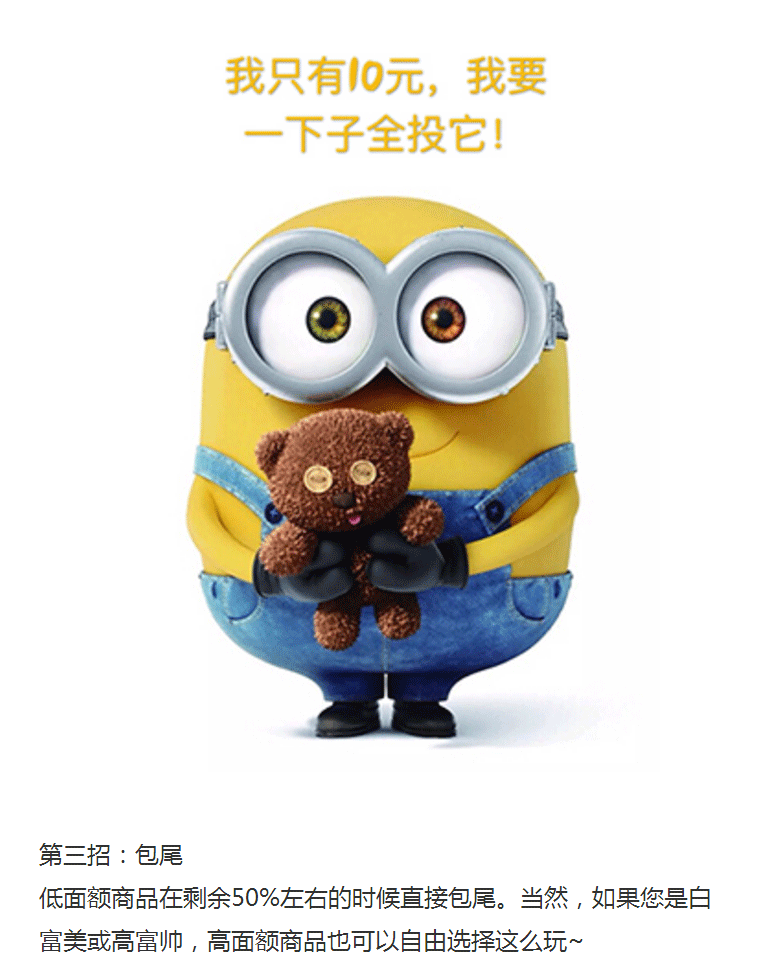 我只有10元，我要
一下子全投它！
第三招：包尾
低面额商品在剩余50%左右的时候直接包尾。当然，如果您是白
富美或高富帅，高面额商品也可以自由选择这么玩~